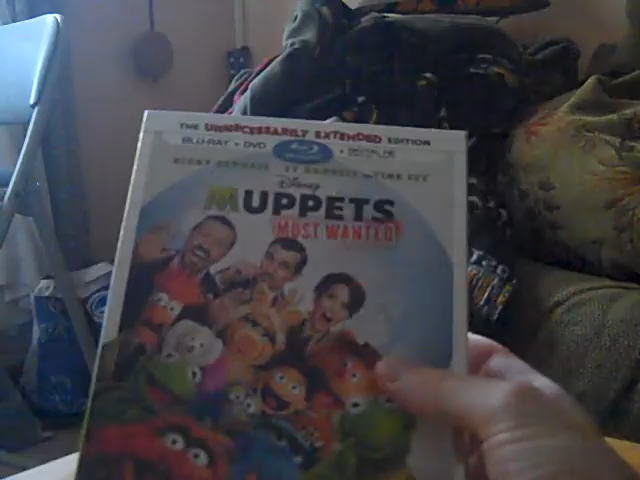 THE UNNECESSARILY EXTENDED EDITION
BLU-RAY + DVD + DIGITAL HD
RICKY GERVAIS TY BURRELL AND TINA FEY
Disney
MUPPETS
MOST WANTED